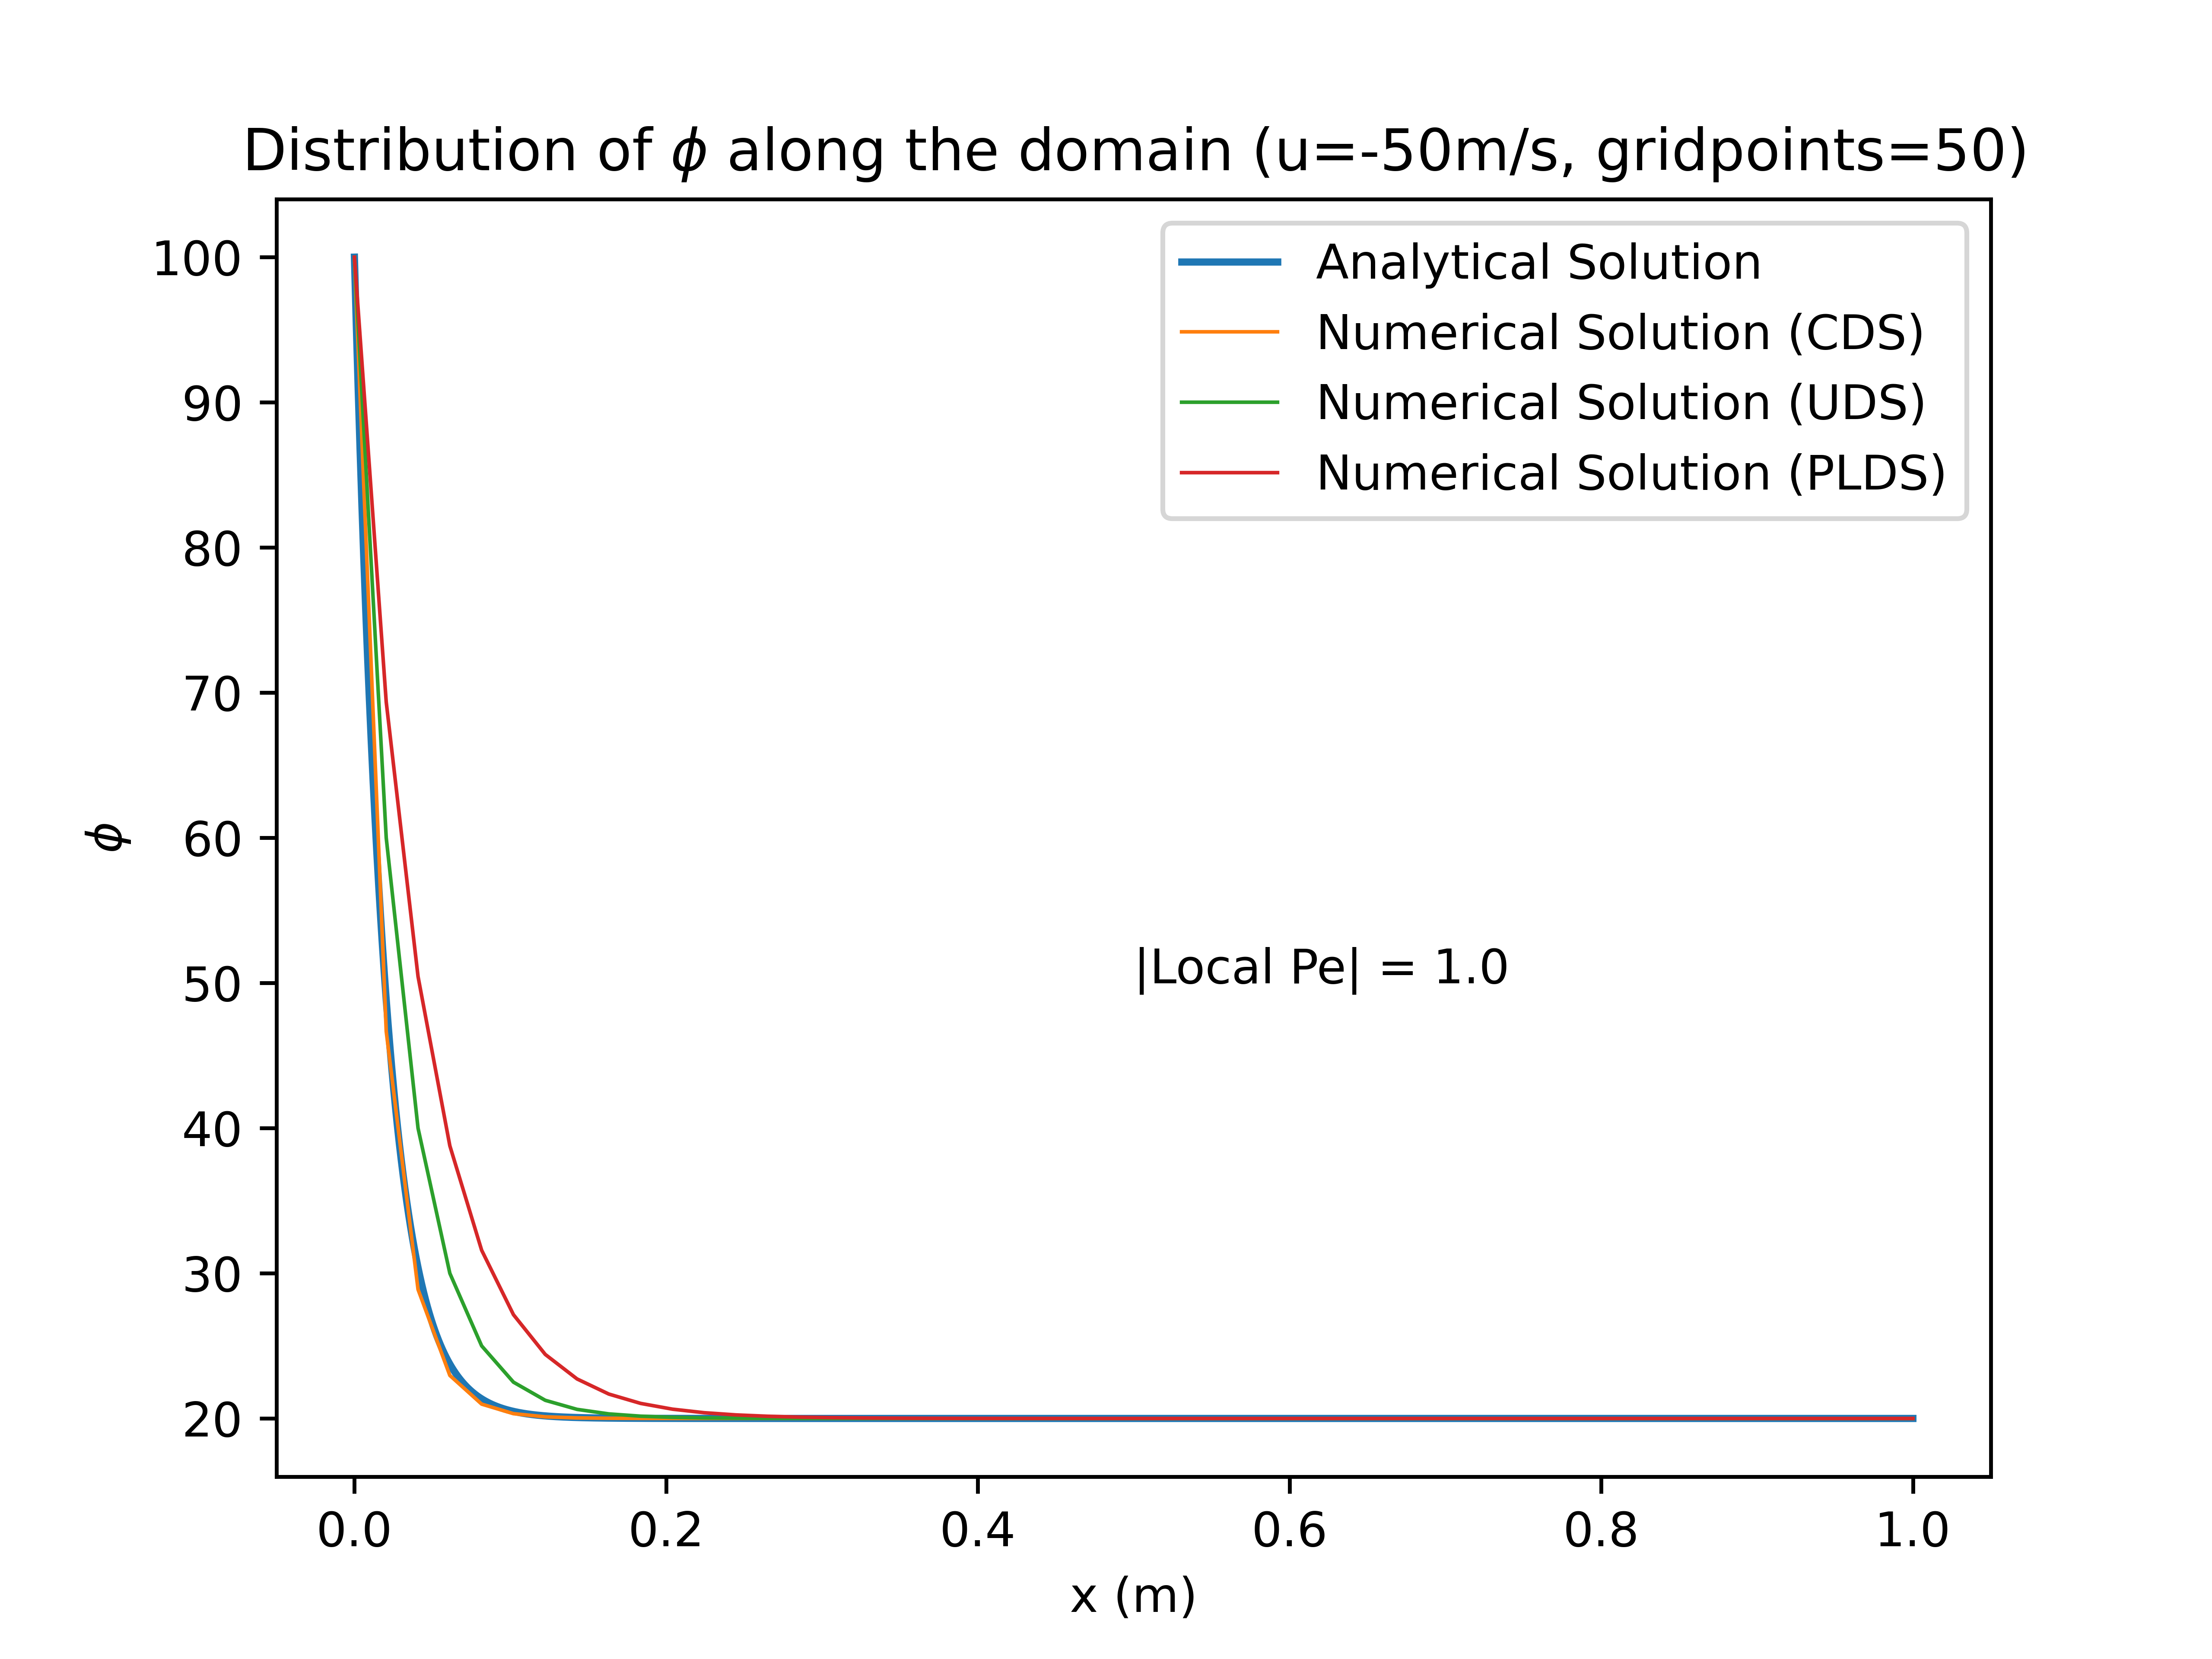 Distribution of ϕ along the domain (u=-50m/s, gridpoints=50)
Analytical Solution
Numerical Solution (CDS)
Numerical Solution (UDS)
Numerical Solution (PLDS)
100
90
80
70
60
50
40
30
20
ϕ
|Local Pe| = 1.0
0.0 0.2 0.4 0.6 0.8 1.0
x (m)